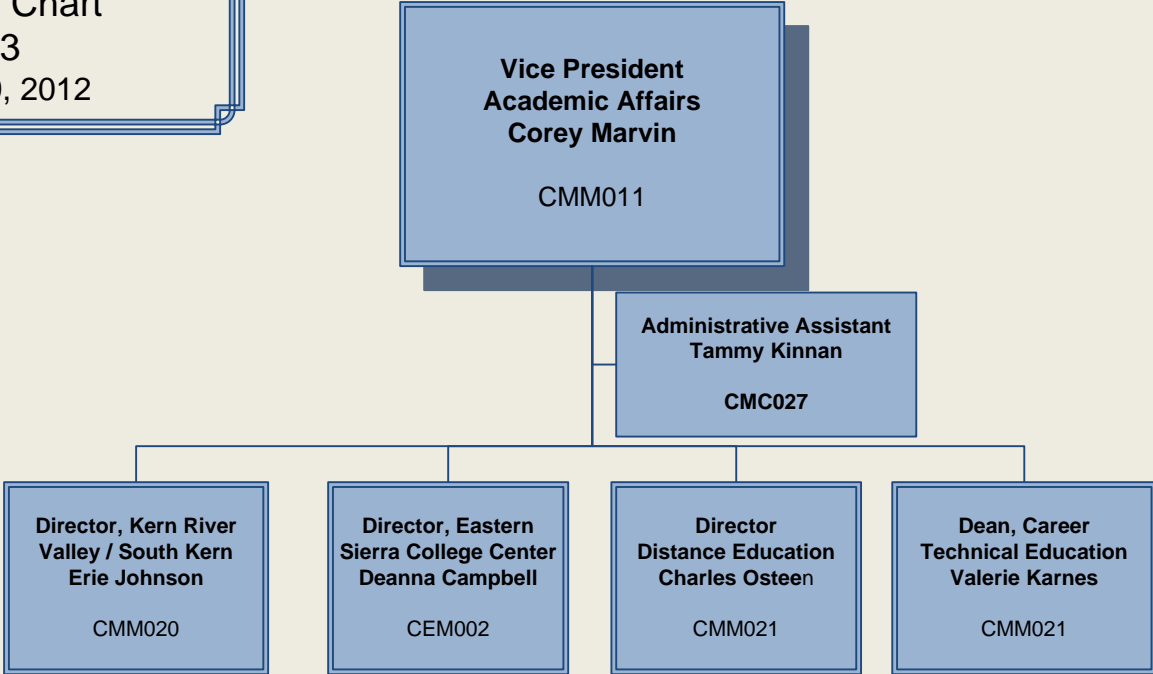 Chart
3
, 2012
Vice President
Academic Affairs
Corey Marvin
CMM011
Administrative Assistant
Tammy Kinnan
CMC027
Director, Kern River
Valley / South Kern
Erie Johnson
CMM020
Director, Eastern
Sierra College Center
Deanna Campbell
CEM002
Director
Distance Education
Charles Osteen
CMM021
Dean, Career
Technical Education
Valerie Karnes
CMM021